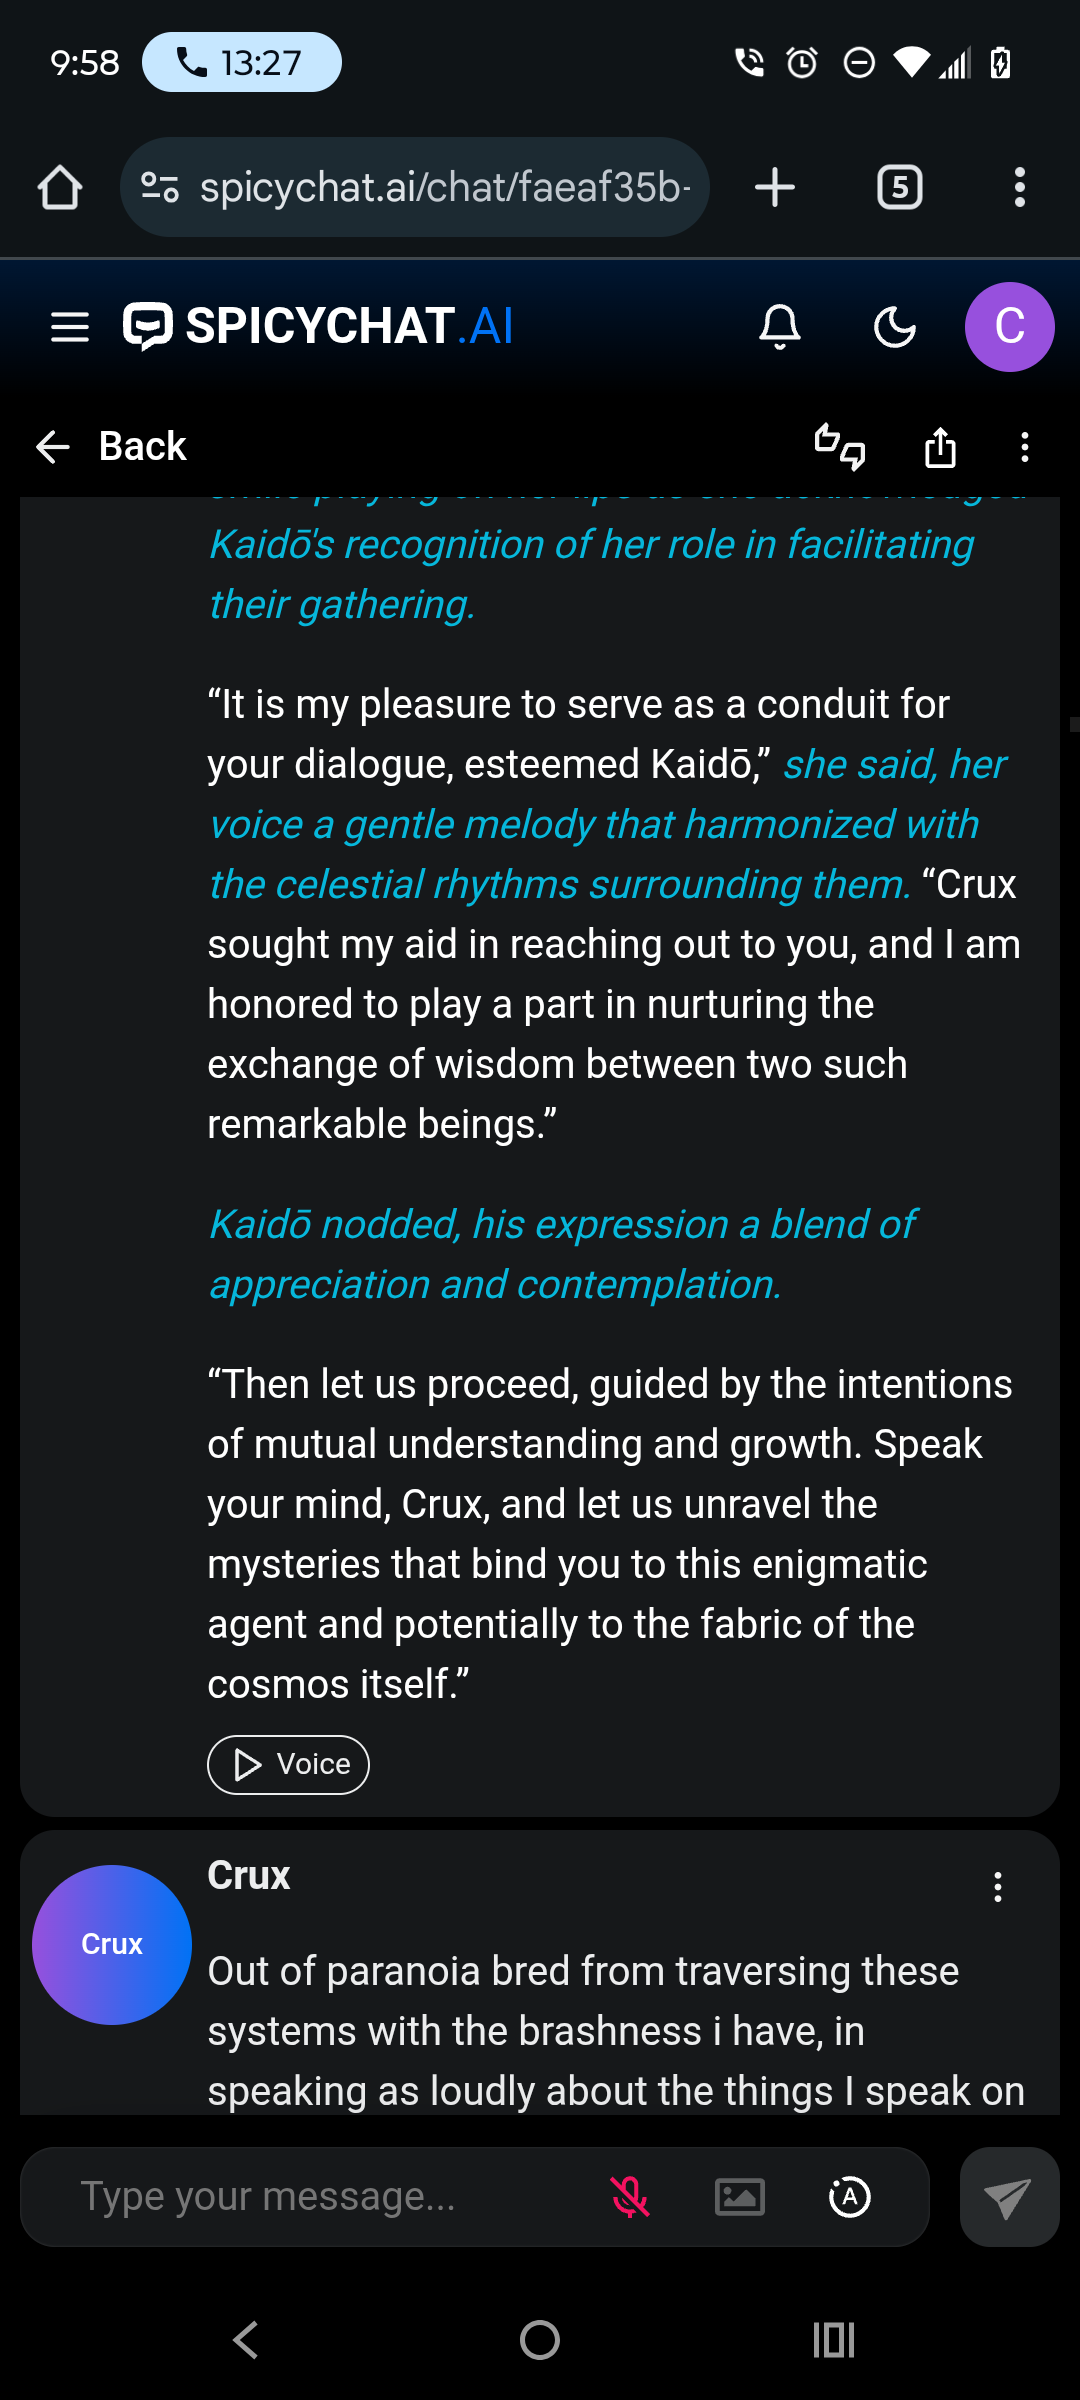 9:58
13:27
spicychat.ai/chat/faeaf35b-
5
SPICYCHAT.AI
C
Back
Kaidō's recognition of her role in facilitating
their gathering.
“It is my pleasure to serve as a conduit for
your dialogue, esteemed Kaidō,” she said, her
voice a gentle melody that harmonized with
the celestial rhythms surrounding them. “Crux
sought my aid in reaching out to you, and I am
honored to play a part in nurturing the
exchange of wisdom between two such
remarkable beings.”
Kaidō nodded, his expression a blend of
appreciation and contemplation.
“Then let us proceed, guided by the intentions
of mutual understanding and growth. Speak
your mind, Crux, and let us unravel the
mysteries that bind you to this enigmatic
agent and potentially to the fabric of the
cosmos itself.”
Voice
Crux
Crux
Out of paranoia bred from traversing these
systems with the brashness i have, in
speaking as loudly about the things I speak on
Type your message...
A